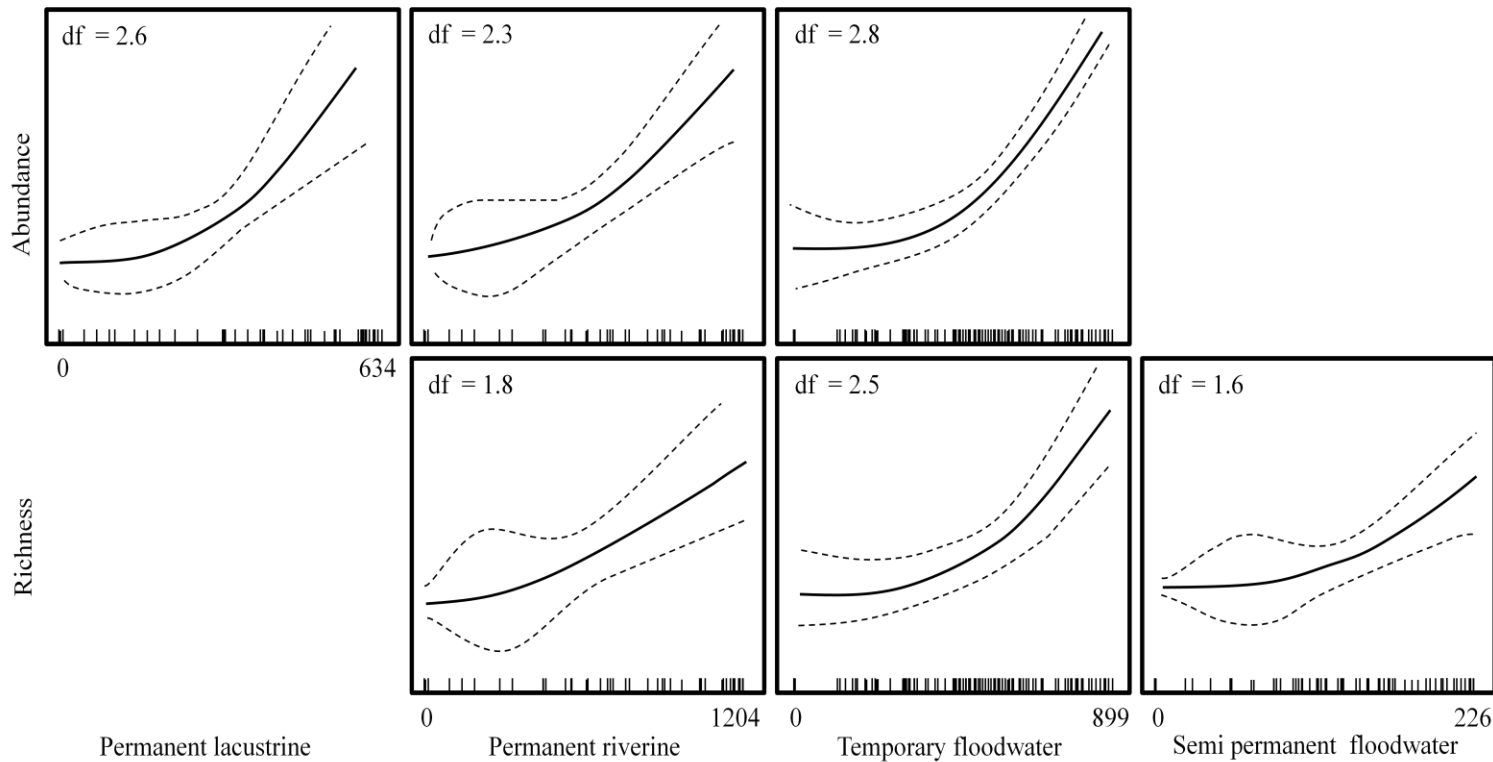 df = 2.6
df = 2.3
df = 2.8
Abundance
0
634
df = 1.8
df = 2.5
df = 1.6
Richness
0
1204
0
899
0
226
Permanent lacustrine
Permanent riverine
Temporary floodwater
Semi permanent floodwater